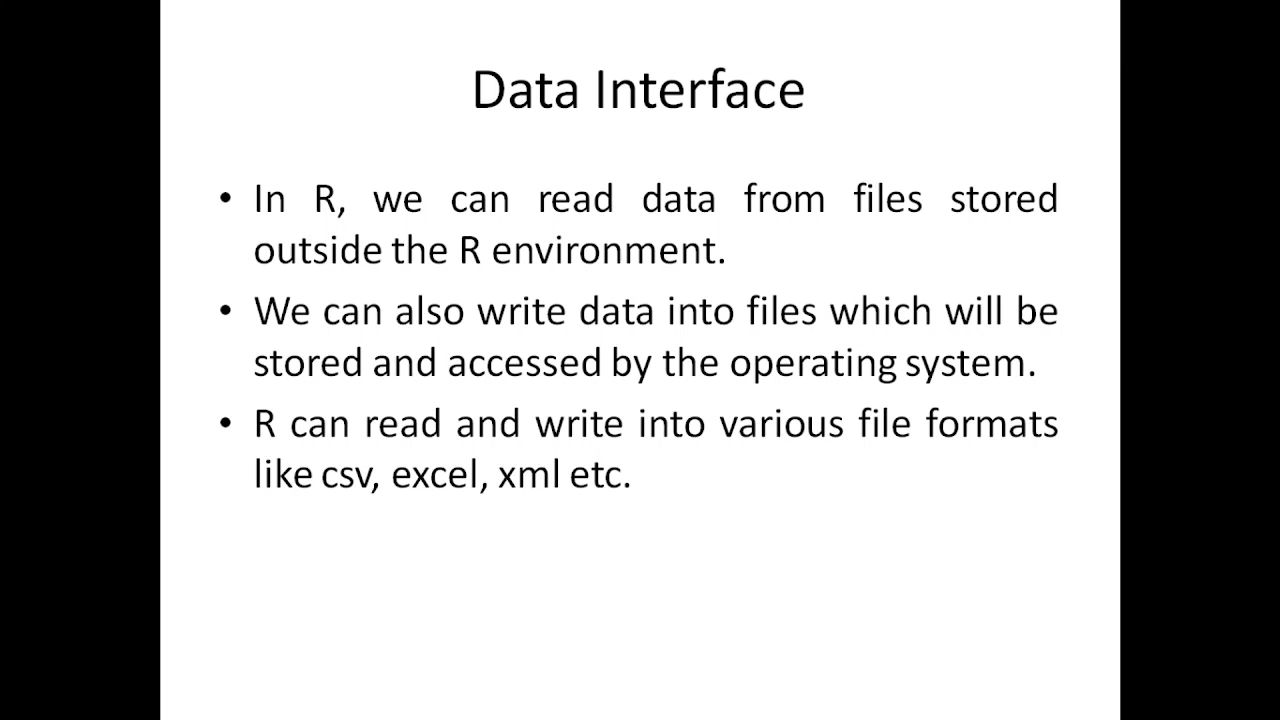 Data Interface
• In R, we can read data from files stored
outside the R environment.
• We can also write data into files which will be
stored and accessed by the operating system.
• R can read and write into various file formats
like csv, excel, xml etc.